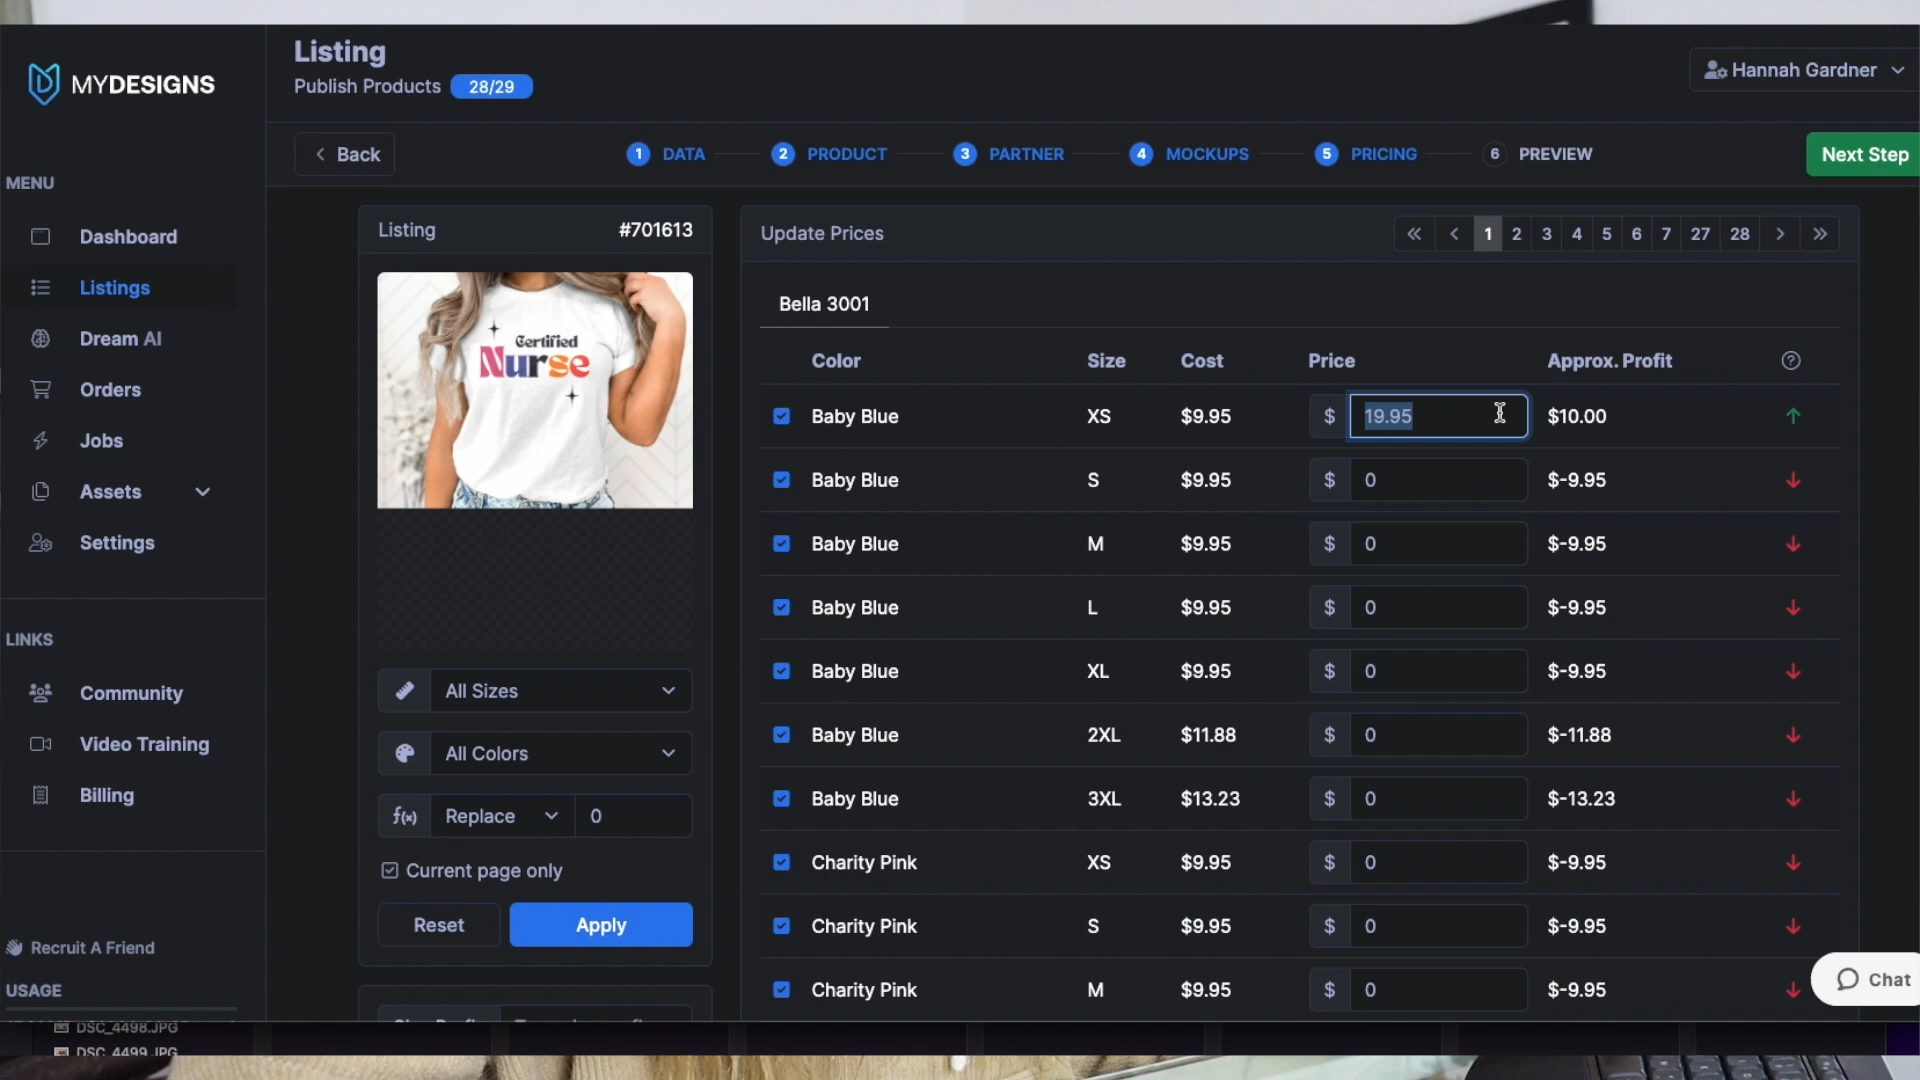 Listing
Publish Products 28/29
Hannah Gardner
MYDESIGNS
Back
1 DATA
2 PRODUCT
3 PARTNER
4 MOCKUPS
5 PRICING
6 PREVIEW
Next Step
MENU
Dashboard
Listings
Dream AI
Orders
Jobs
Assets
Settings
LINKS
Community
Video Training
Billing
Recruit A Friend
USAGE
DSC_4498.JPG
DSC_4499.JPG
Listing #701613
Certified
Nurse
All Sizes
All Colors
f(x) Replace 0
Current page only
Reset Apply
Update Prices
« ‹ 1 2 3 4 5 6 7 27 28 › »
Bella 3001
Color Size Cost Price Approx. Profit ?
Baby Blue XS $9.95 $ 19.95 $10.00
Baby Blue S $9.95 $ 0 $-9.95
Baby Blue M $9.95 $ 0 $-9.95
Baby Blue L $9.95 $ 0 $-9.95
Baby Blue XL $9.95 $ 0 $-9.95
Baby Blue 2XL $11.88 $ 0 $-11.88
Baby Blue 3XL $13.23 $ 0 $-13.23
Charity Pink XS $9.95 $ 0 $-9.95
Charity Pink S $9.95 $ 0 $-9.95
Charity Pink M $9.95 $ 0 $-9.95
Chat